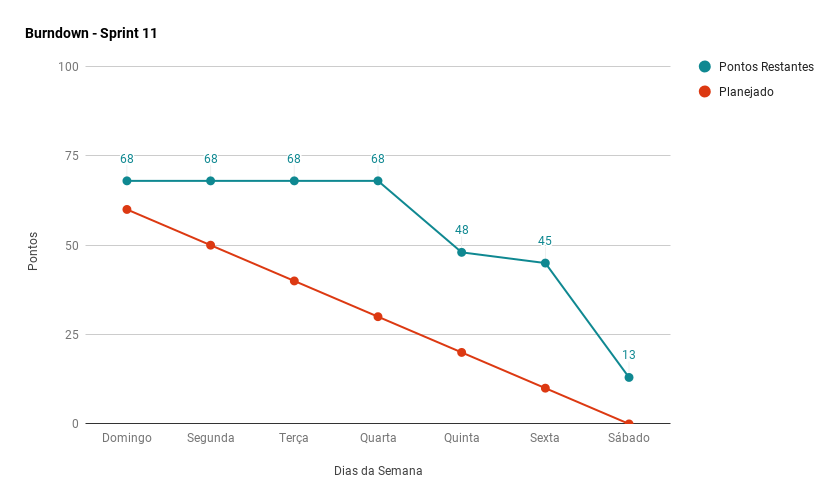 Burndown - Sprint 11
Pontos Restantes
Planejado
100
75
50
25
0
Pontos
68
68
68
68
48
45
13
Domingo
Segunda
Terça
Quarta
Quinta
Sexta
Sábado
Dias da Semana